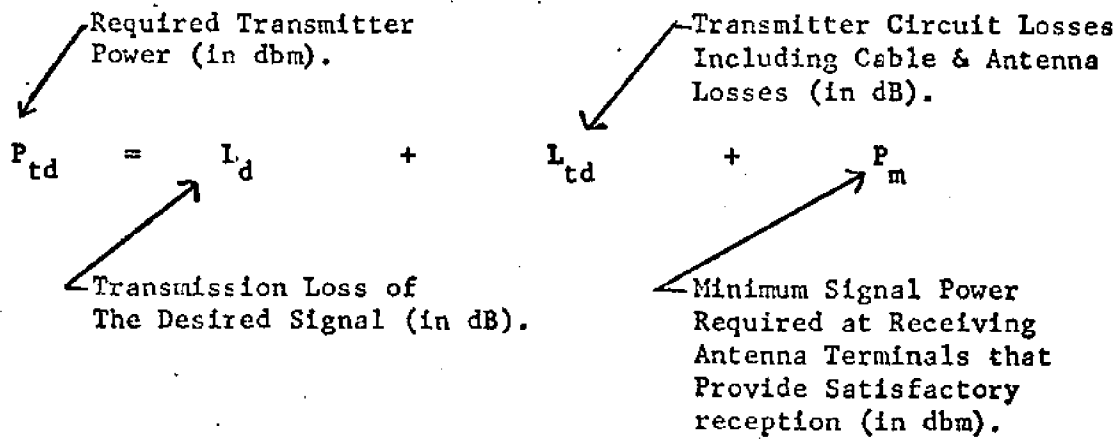 Required Transmitter
Power (in dbm).
Transmitter Circuit Losses
Including Cable & Antenna
Losses (in dB).
P_td = L_d + L_td + P_m
Transmission Loss of
The Desired Signal (in dB).
Minimum Signal Power
Required at Receiving
Antenna Terminals that
Provide Satisfactory
reception (in dbm).